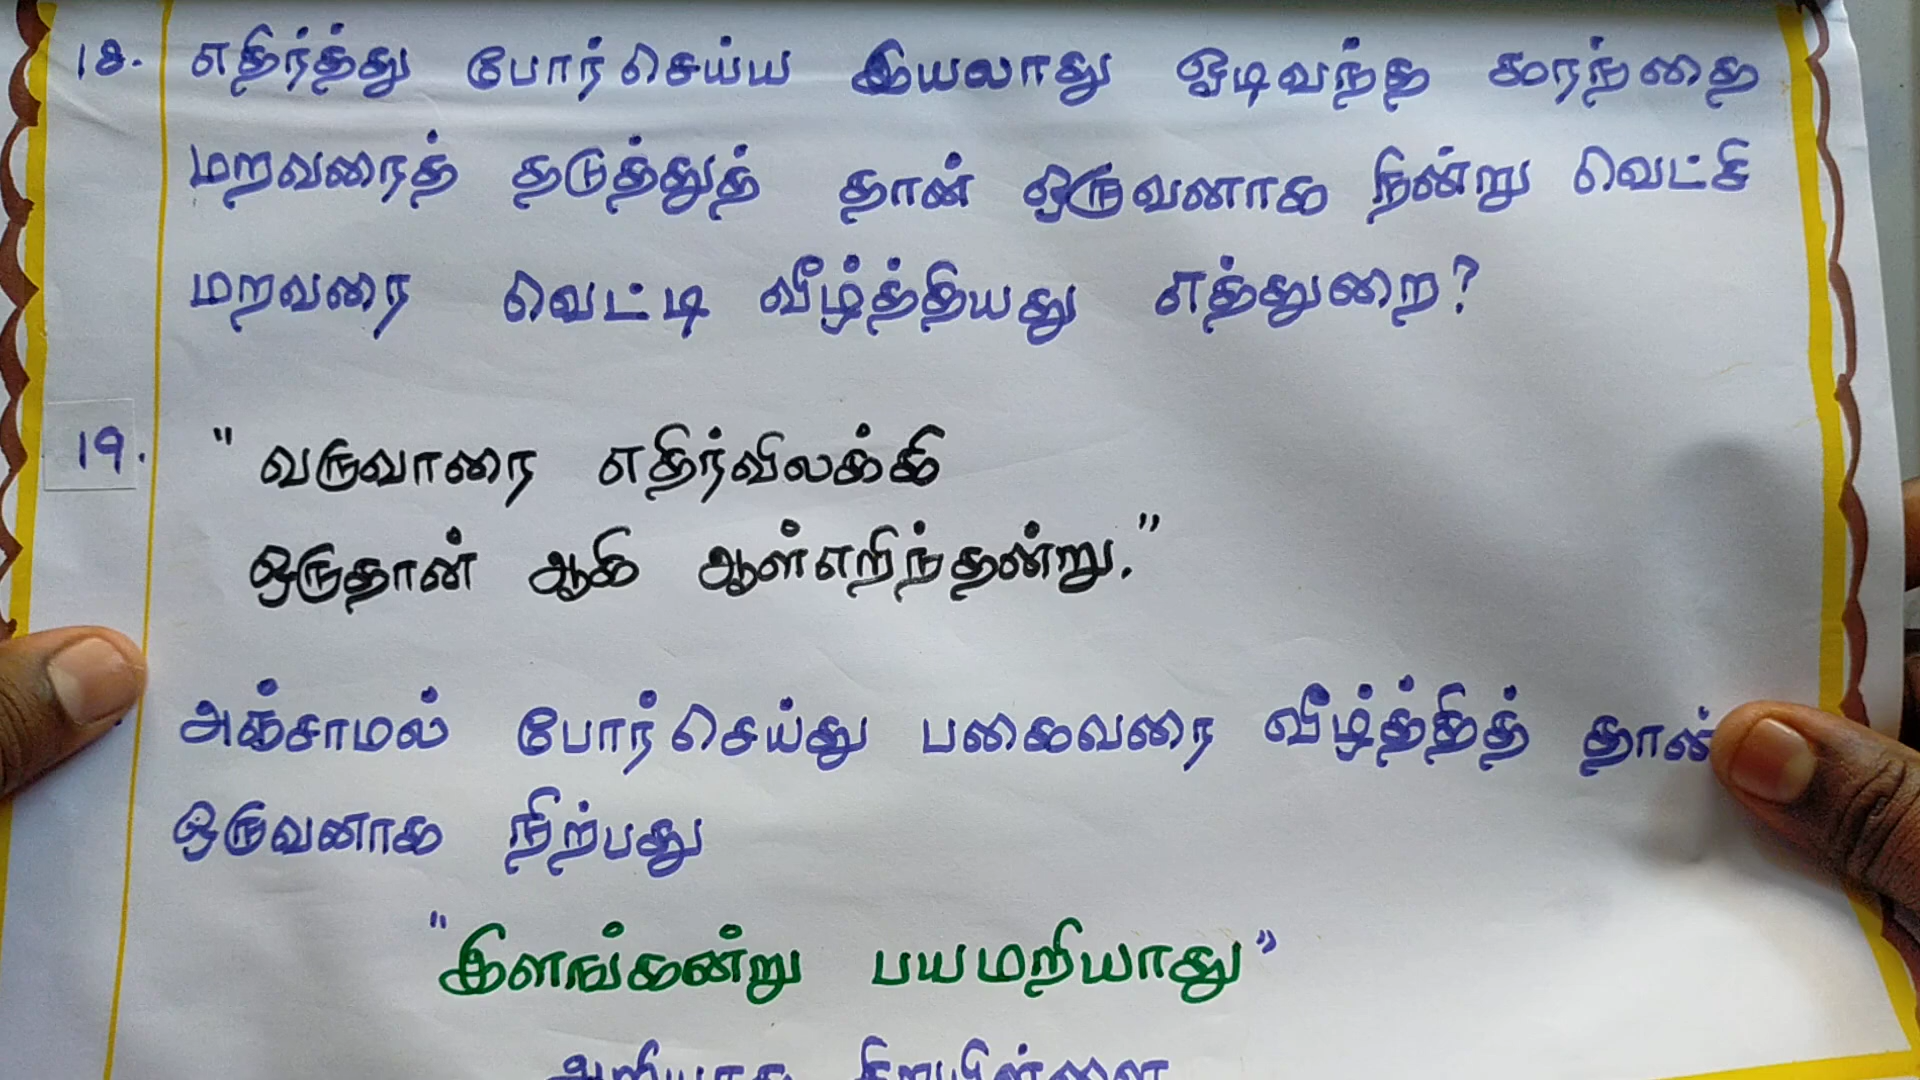 18. எதிர்த்து போர் செய்ய இயலாது ஓடிவந்த கரந்தை
மறவரைத் தடுத்துத் தான் ஒருவனாக நின்று வெட்சி
மறவரை வெட்டி வீழ்த்தியது எத்துறை?
19. "வருவாரை எதிர்விலக்கி
ஒருதான் ஆகி ஆள்எறிந்தன்று."
அஞ்சாமல் போர் செய்து பகைவரை வீழ்த்தித் தான்
ஒருவனாக நிற்பது
"இளங்கன்று பயமறியாது"